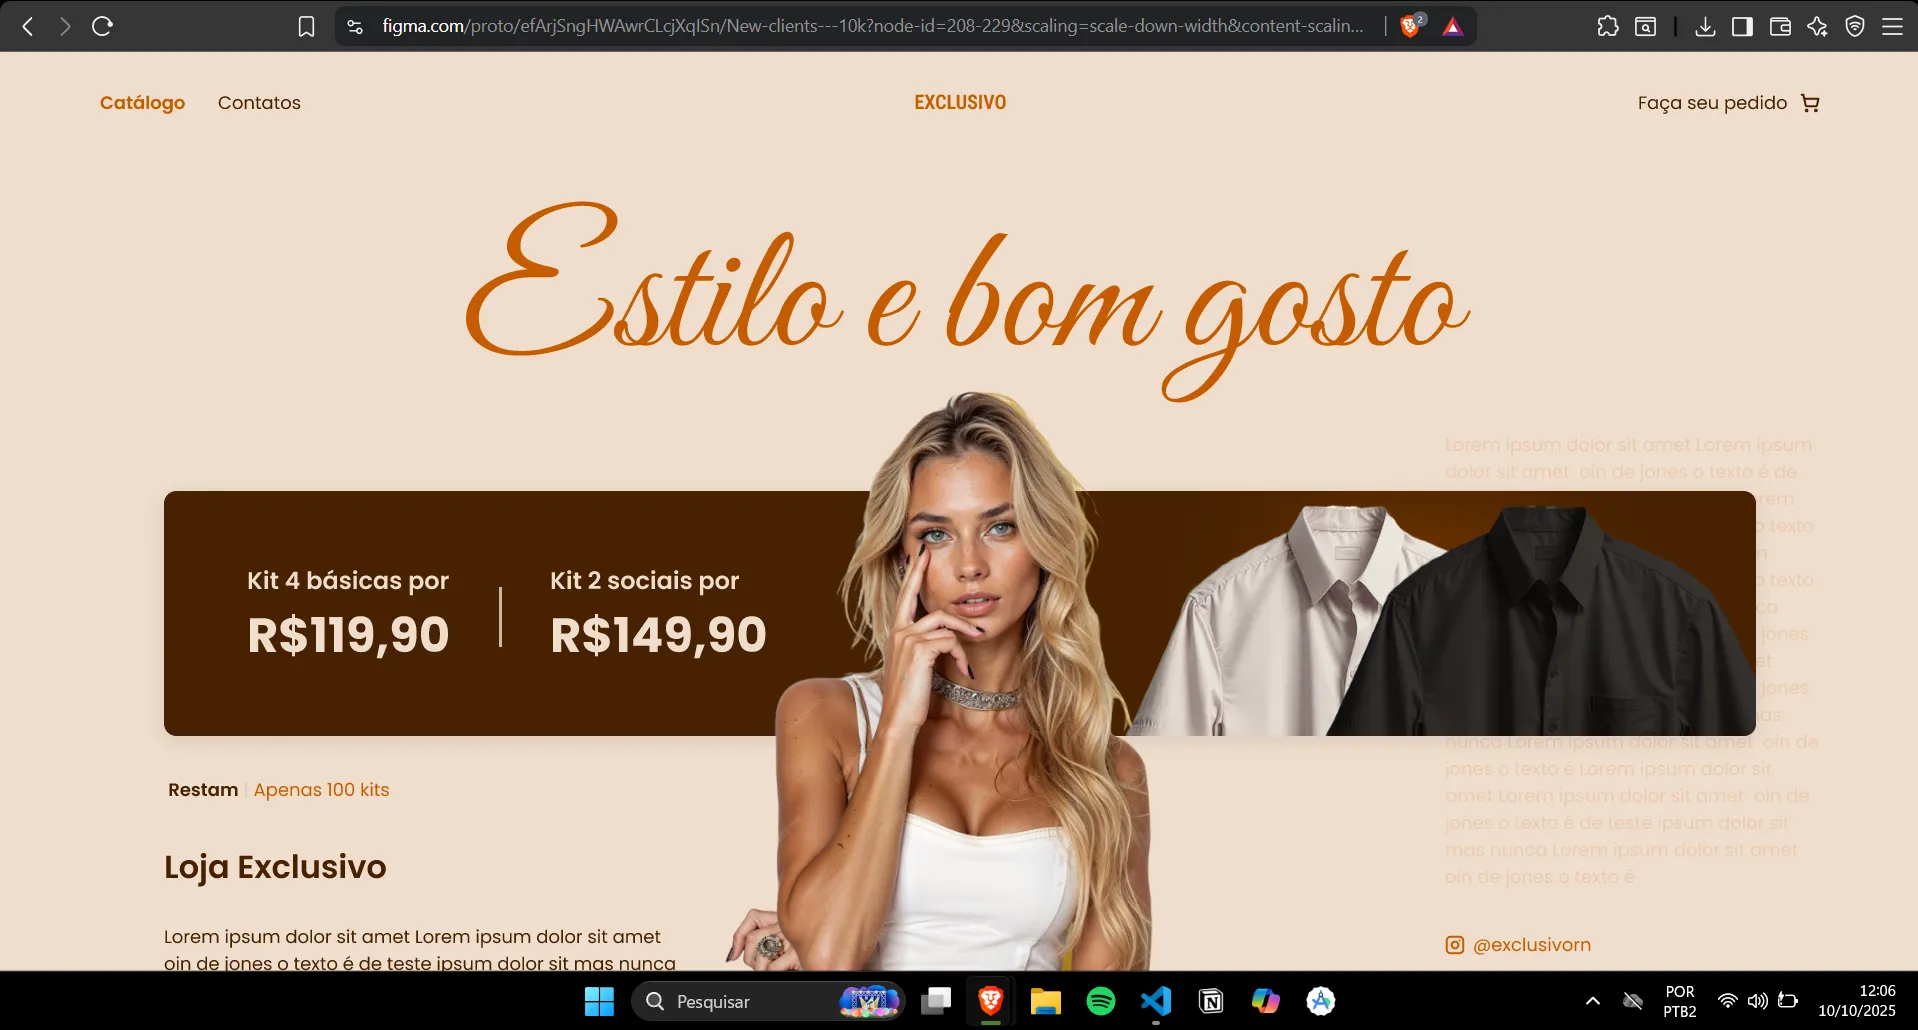 figma.com/proto/efArjSngHWAwrCLcjXqISn/New-clients---10k?node-id=208-229&scaling=scale-down-width&content-scalin...
2
Catálogo
Contatos
EXCLUSIVO
Faça seu pedido
Estilo e bom gosto
Lorem ipsum dolor sit amet Lorem ipsum
dolor sit amet oin de jones o texto é de
o texto
o texto
jones
jones
nunca Lorem ipsum dolor sit amet oin de
jones o texto é Lorem ipsum dolor sit
amet Lorem ipsum dolor sit amet oin de
jones o texto é de teste ipsum dolor sit
mas nunca Lorem ipsum dolor sit amet
oin de jones o texto é
Kit 4 básicas por
R$119,90
Kit 2 sociais por
R$149,90
Restam | Apenas 100 kits
Loja Exclusivo
Lorem ipsum dolor sit amet Lorem ipsum dolor sit amet
oin de jones o texto é de teste ipsum dolor sit mas nunca
@exclusivorn
Pesquisar
POR
PTB2
12:06
10/10/2025